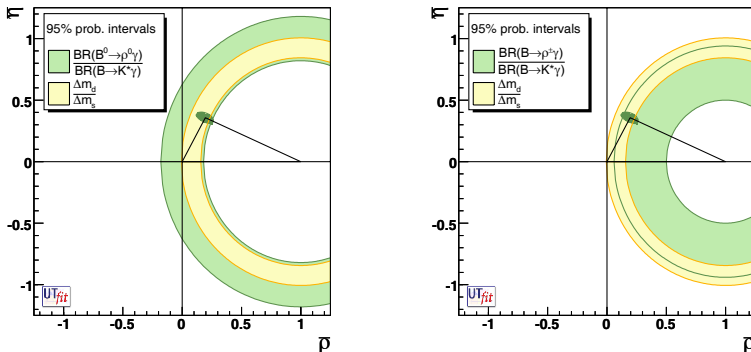 η̅
1
0.5
0
-0.5
-1
-1
-0.5
0
0.5
1
ρ̅
95% prob. intervals
BR(B⁰→ρ⁰γ)
BR(B→K*γ)
Δm_d
Δm_s
UTfit
η̅
1
0.5
0
-0.5
-1
-1
-0.5
0
0.5
1
ρ̅
95% prob. intervals
BR(B→ρ±γ)
BR(B→K*γ)
Δm_d
Δm_s
UTfit